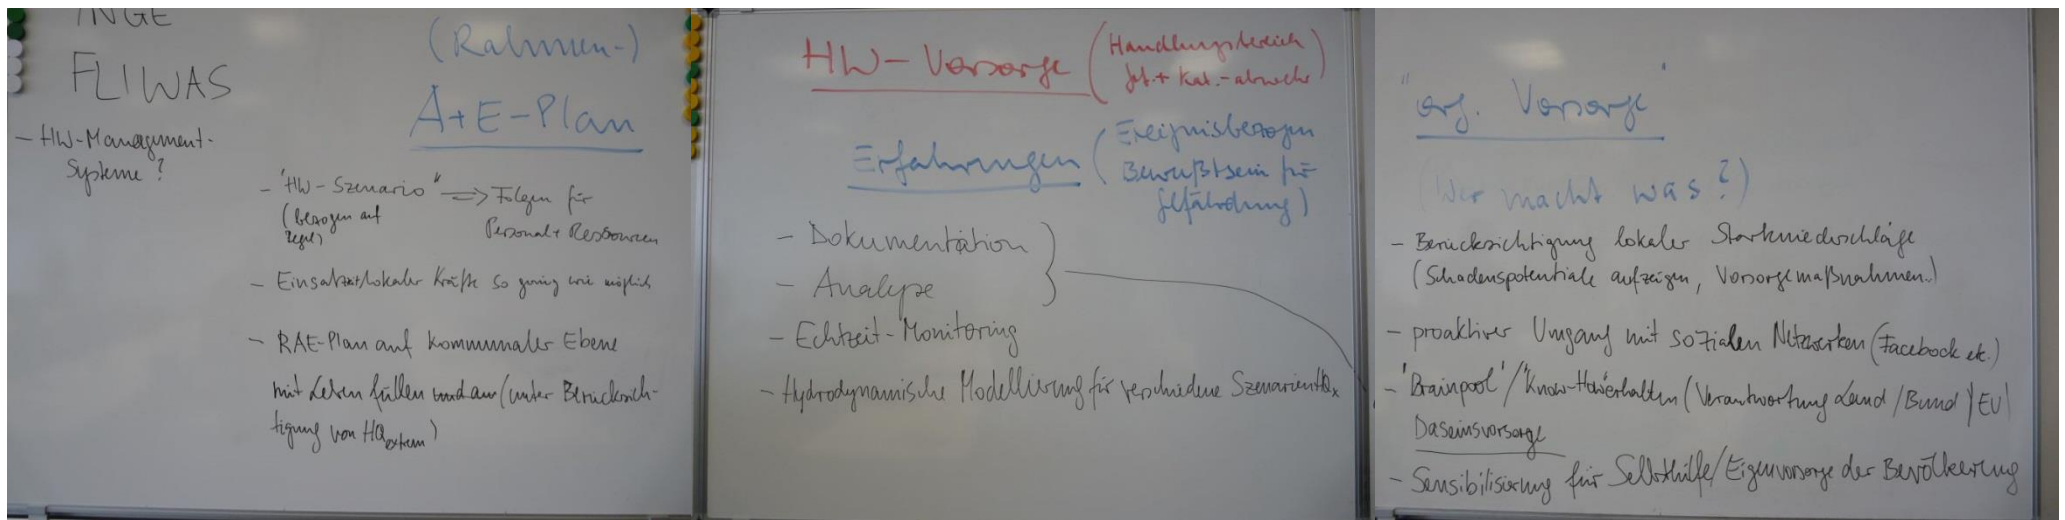 INGE
FLIWAS
- HW-Management-
Systeme?
(Rahmen-)
A+E-Plan
- "HW-Szenario" ⇒ Folgen für
(bezogen auf
Pegel)
Personal + Ressourcen
- Einsatz lokaler Kräfte so gering wie möglich
- RAE-Plan auf kommunaler Ebene
mit Leben füllen (unter Berücksich-
tigung von HQextrem)
HW-Vorsorge (Handlungsbereich
Gef.+ Kat.-abwehr)
Erfahrungen (Ereignisbezogen
Bewußtsein für
Gefährdung)
- Dokumentation
- Analyse
- Echtzeit-Monitoring
- Hydrodynamische Modellierung für verschiedene Szenarien HQx
"org. Vorsorge"
(Wer macht was?)
- Berücksichtigung lokaler Starkniederschläge
(Schadenspotentiale aufzeigen, Vorsorgemaßnahmen)
- proaktiver Umgang mit sozialen Netzwerken (Facebook etc.)
- "Brainpool"/"Know-How" erhalten (Verantwortung Land/Bund/EU)
Daseinsvorsorge
- Sensibilisierung für Selbsthilfe/Eigenvorsorge der Bevölkerung